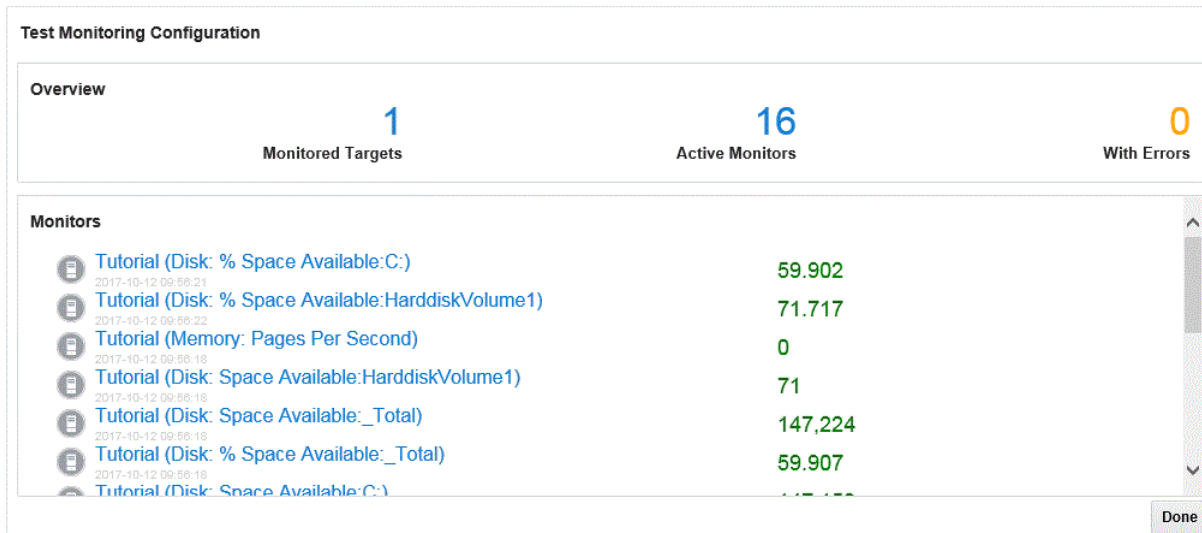 Test Monitoring Configuration
Overview
1
16
0
Monitored Targets
Active Monitors
With Errors
Monitors
Tutorial (Disk: % Space Available:C:)
59.902
2017-10-12 09:56:21
Tutorial (Disk: % Space Available:HarddiskVolume1)
71.717
2017-10-12 09:56:22
Tutorial (Memory: Pages Per Second)
0
2017-10-12 09:56:18
Tutorial (Disk: Space Available:HarddiskVolume1)
71
2017-10-12 09:56:18
Tutorial (Disk: Space Available:_Total)
147,224
2017-10-12 09:56:18
Tutorial (Disk: % Space Available:_Total)
59.907
2017-10-12 09:56:18
Tutorial (Disk: Space Available:C:)
Done